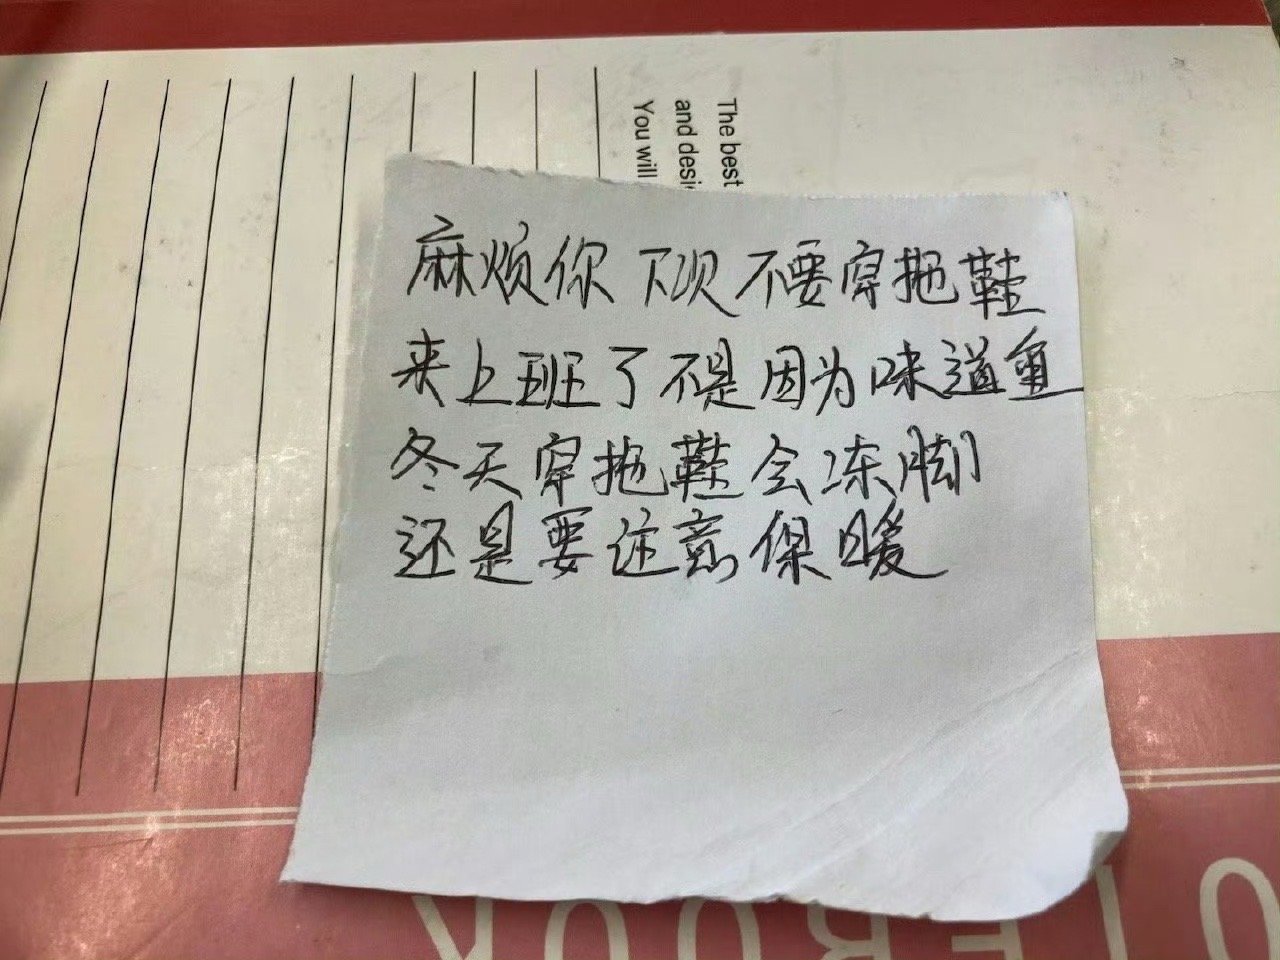 麻烦你下次不要穿拖鞋
来上班了不是因为味道重
冬天穿拖鞋会冻脚
还是要注意保暖
The best
and desi
You will